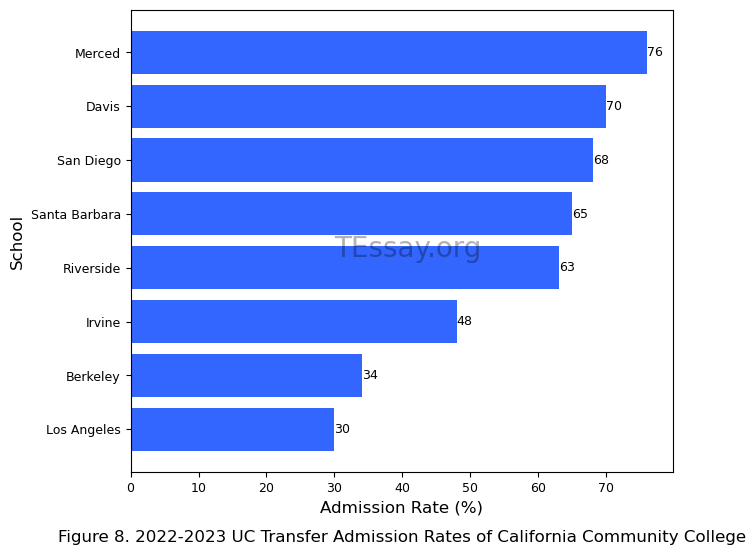 Merced
76
Davis
70
San Diego
68
Santa Barbara
65
TEssay.org
Riverside
63
Irvine
48
Berkeley
34
Los Angeles
30
School
0 10 20 30 40 50 60 70
Admission Rate (%)
Figure 8. 2022-2023 UC Transfer Admission Rates of California Community College